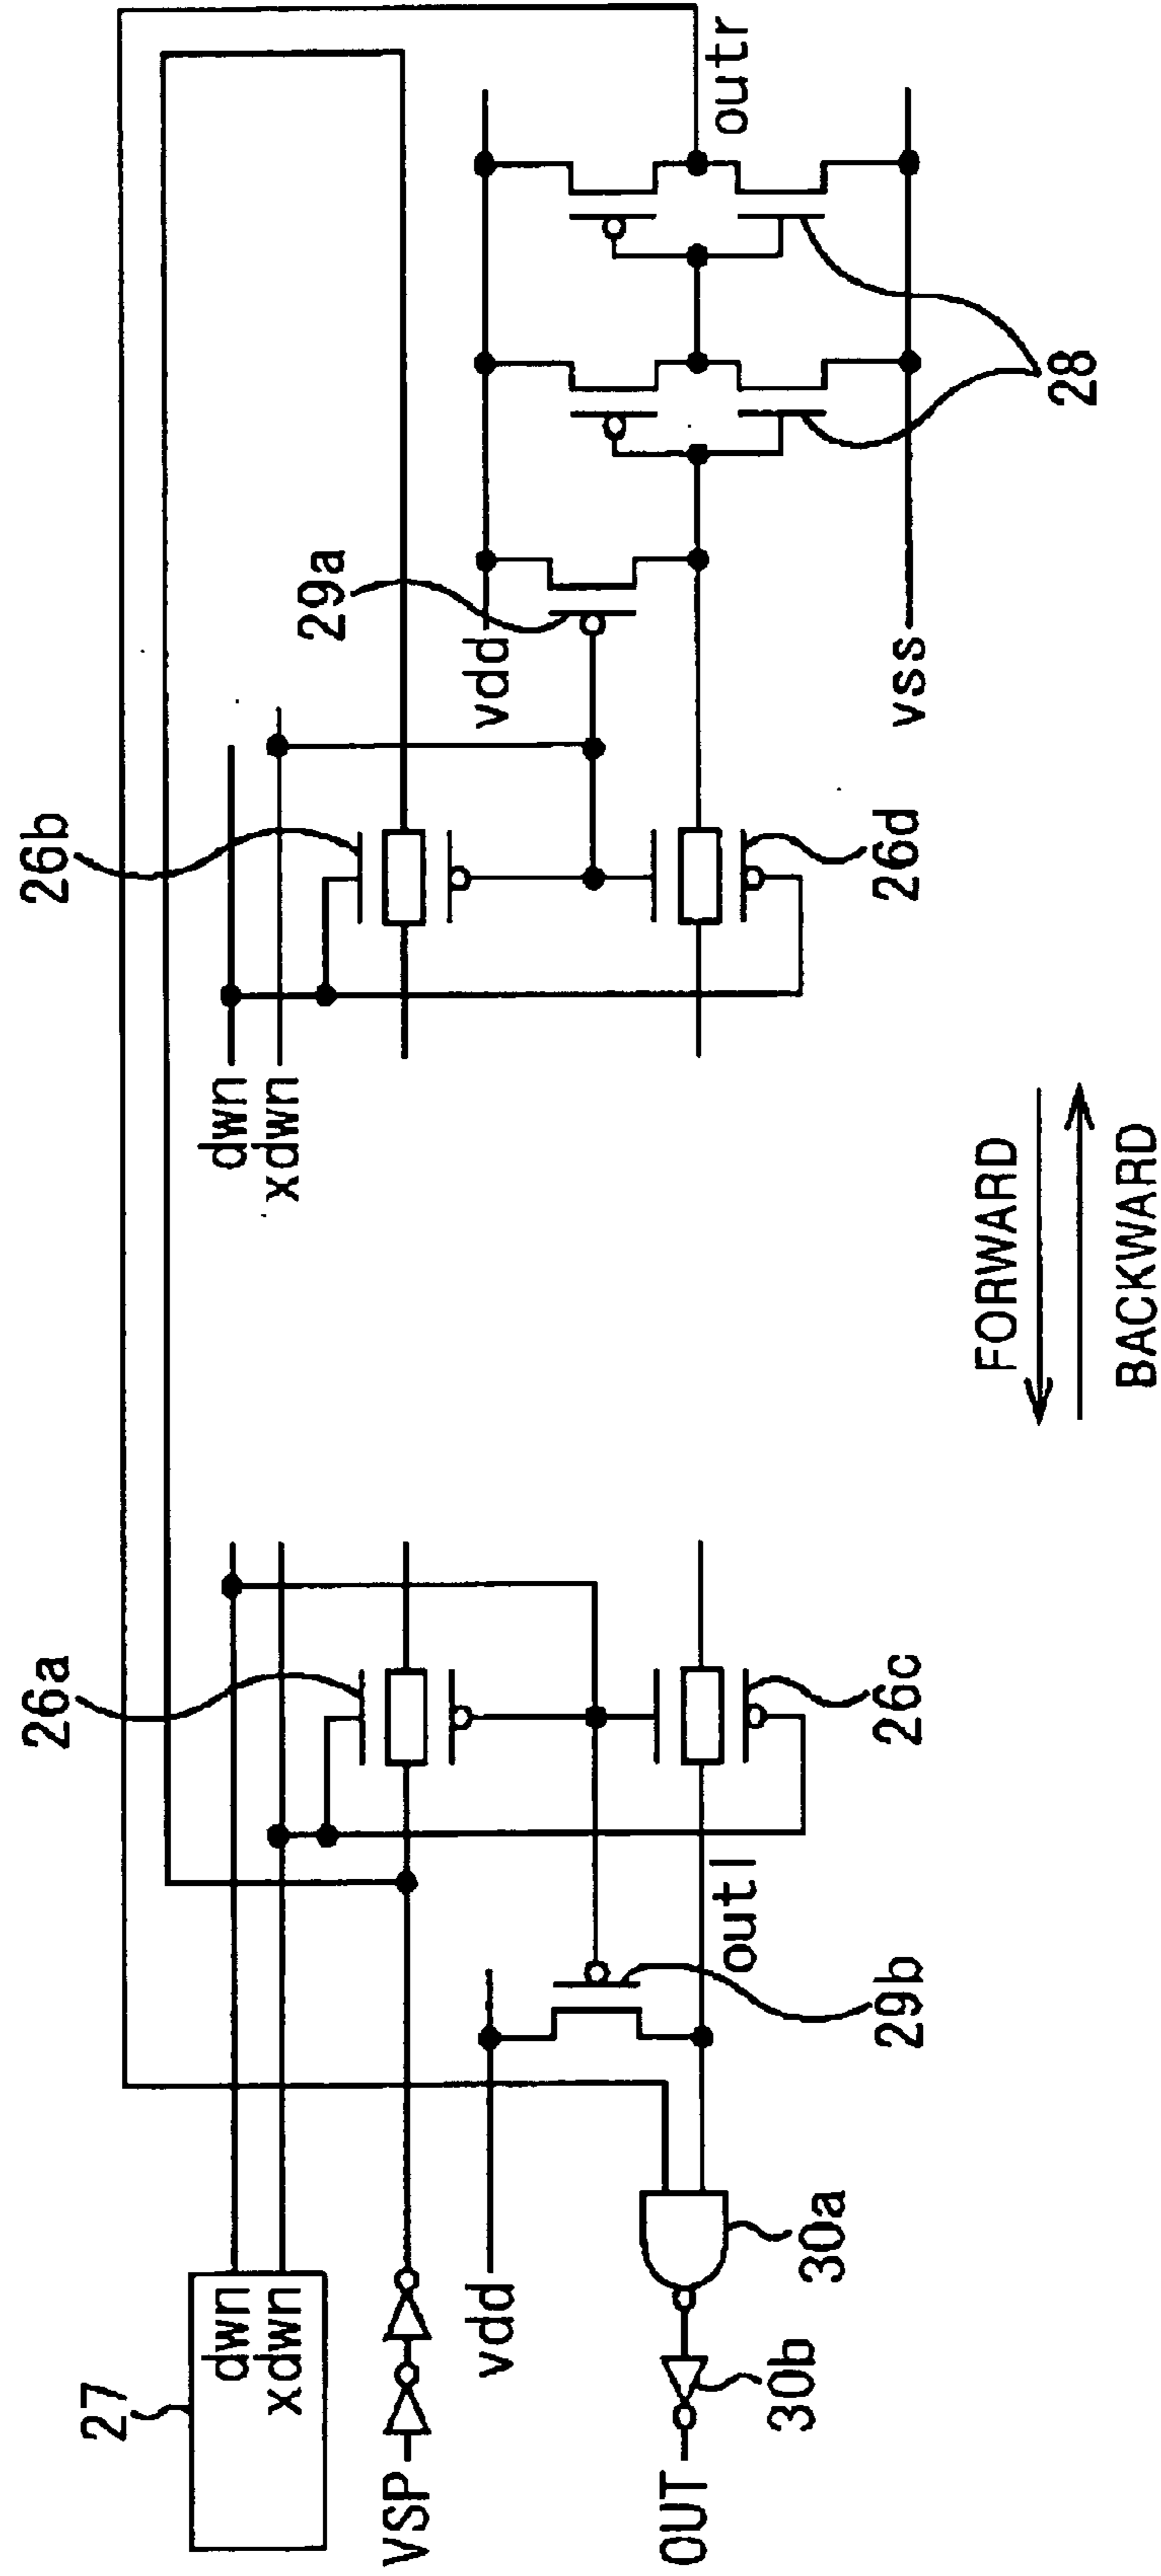 27
dwn
xdwn
VSP
vdd
OUT
30b
30a
29b
outl
26a
26c
FORWARD
BACKWARD
dwn
xdwn
26b
26d
29a
vdd
vss
28
outr